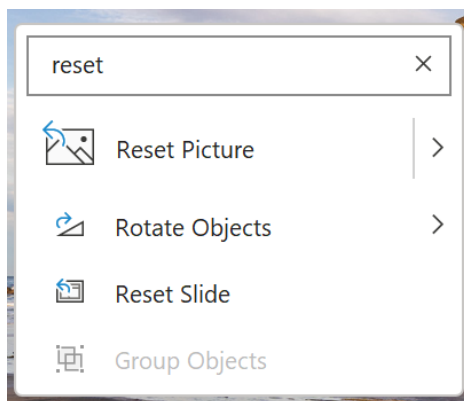 reset
Reset Picture
Rotate Objects
Reset Slide
Group Objects